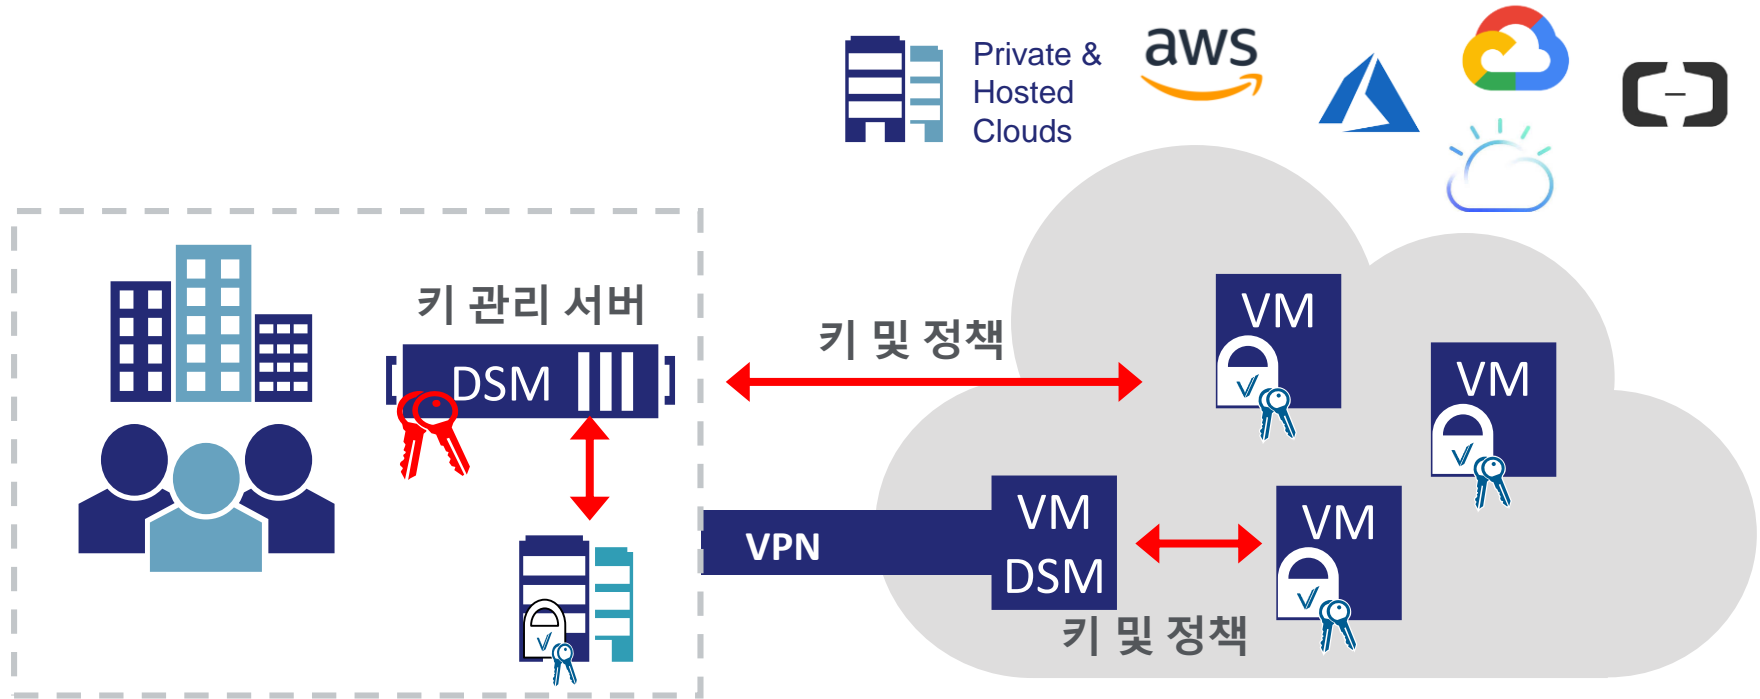 Private &
Hosted
Clouds
aws
키 관리 서버
DSM
키 및 정책
VM
VM
VPN
VM
DSM
VM
키 및 정책